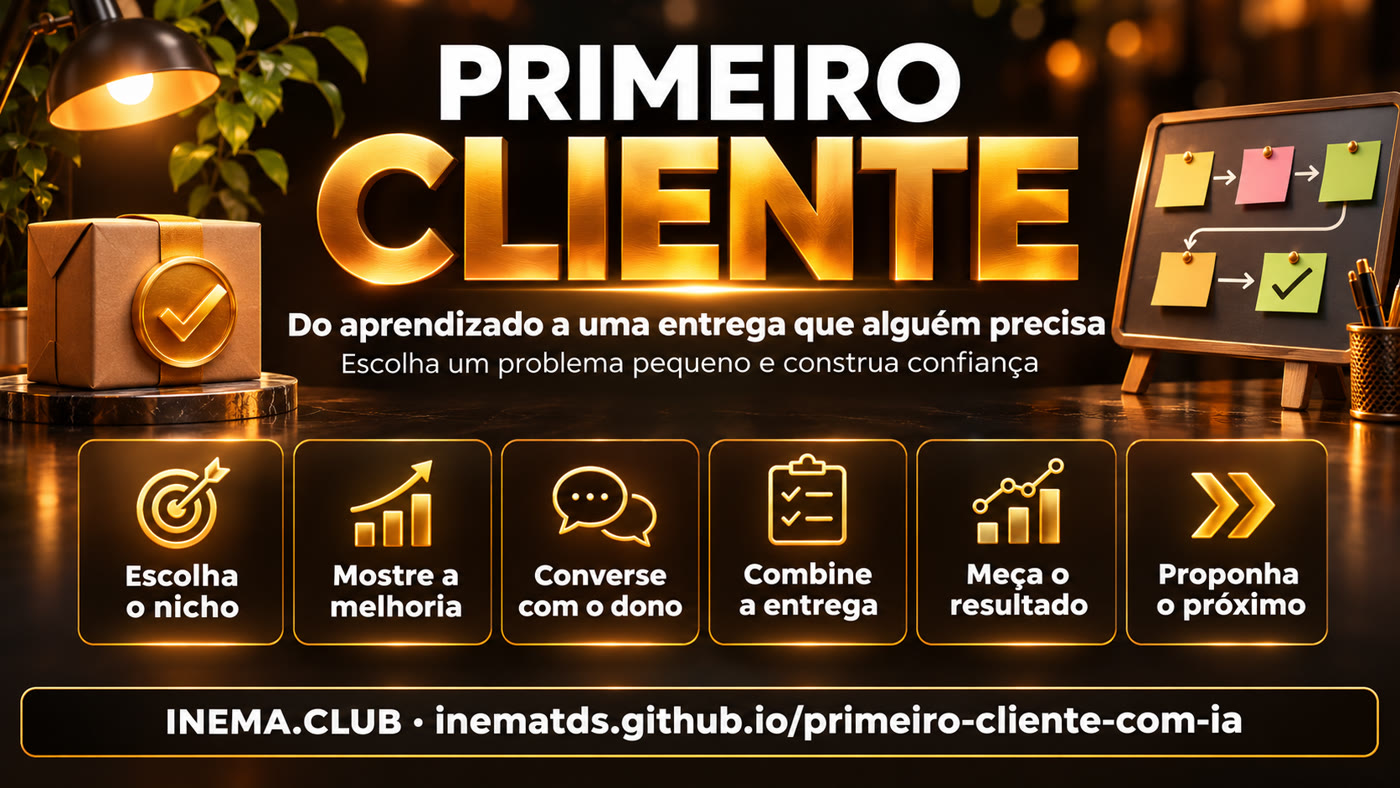 PRIMEIRO
CLIENTE
Do aprendizado a uma entrega que alguém precisa
Escolha um problema pequeno e construa confiança
Escolha
o nicho
Mostre a
melhoria
Converse
com o dono
Combine
a entrega
Meça o
resultado
Proponha
o próximo
INEMA.CLUB • inematds.github.io/primeiro-cliente-com-ia